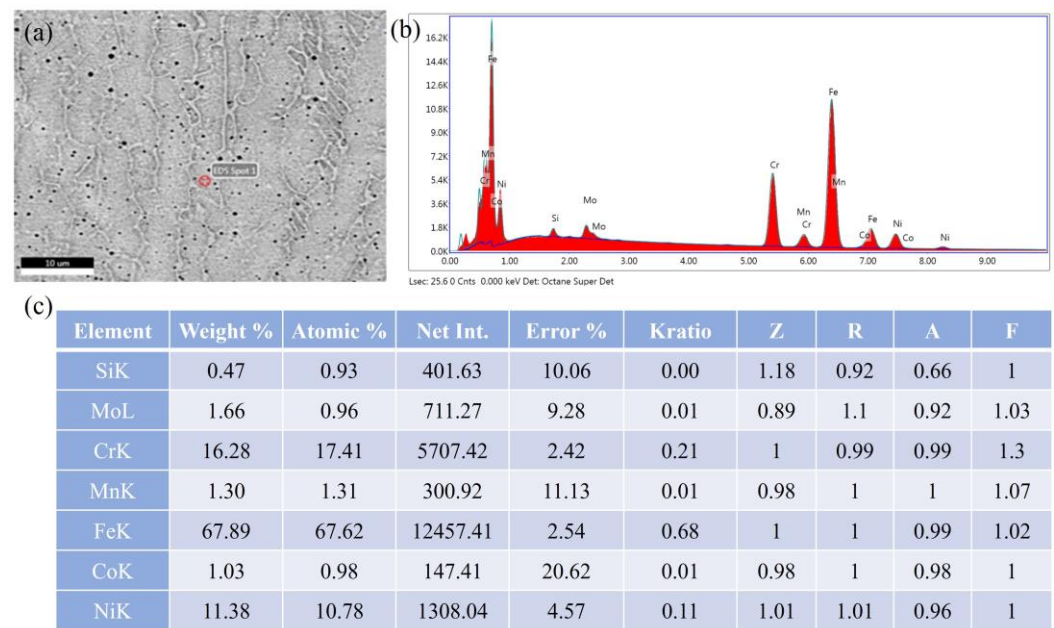 (a)
EDS Spot 1
10 um
(b)
16.2K
14.4K
12.6K
10.8K
9.0K
7.2K
5.4K
3.6K
1.8K
0.0K
Fe
Mn
Cr
Co
Ni
Si
Mo
Mo
Cr
Mn
Cr
Fe
Mn
Co
Fe
Ni
Co
Ni
0.00 1.00 2.00 3.00 4.00 5.00 6.00 7.00 8.00 9.00
Lsec: 25.6 0 Cnts 0.000 keV Det: Octane Super Det
(c)
Element Weight % Atomic % Net Int. Error % Kratio Z R A F
SiK 0.47 0.93 401.63 10.06 0.00 1.18 0.92 0.66 1
MoL 1.66 0.96 711.27 9.28 0.01 0.89 1.1 0.92 1.03
CrK 16.28 17.41 5707.42 2.42 0.21 1 0.99 0.99 1.3
MnK 1.30 1.31 300.92 11.13 0.01 0.98 1 1 1.07
FeK 67.89 67.62 12457.41 2.54 0.68 1 1 0.99 1.02
CoK 1.03 0.98 147.41 20.62 0.01 0.98 1 0.98 1
NiK 11.38 10.78 1308.04 4.57 0.11 1.01 1.01 0.96 1